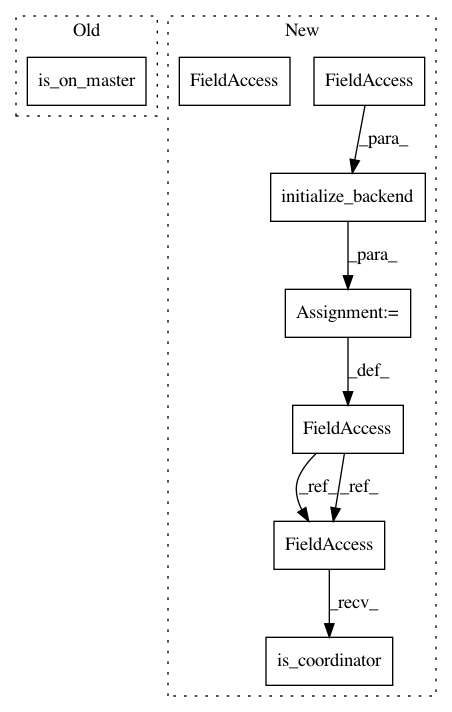 Old
New
is_on_master
FieldAccess
FieldAccess
_para_
initialize_backend
_para_
Assignment:=
_def_
FieldAccess
_ref_
_ref_
FieldAccess
_recv_
is_coordinator